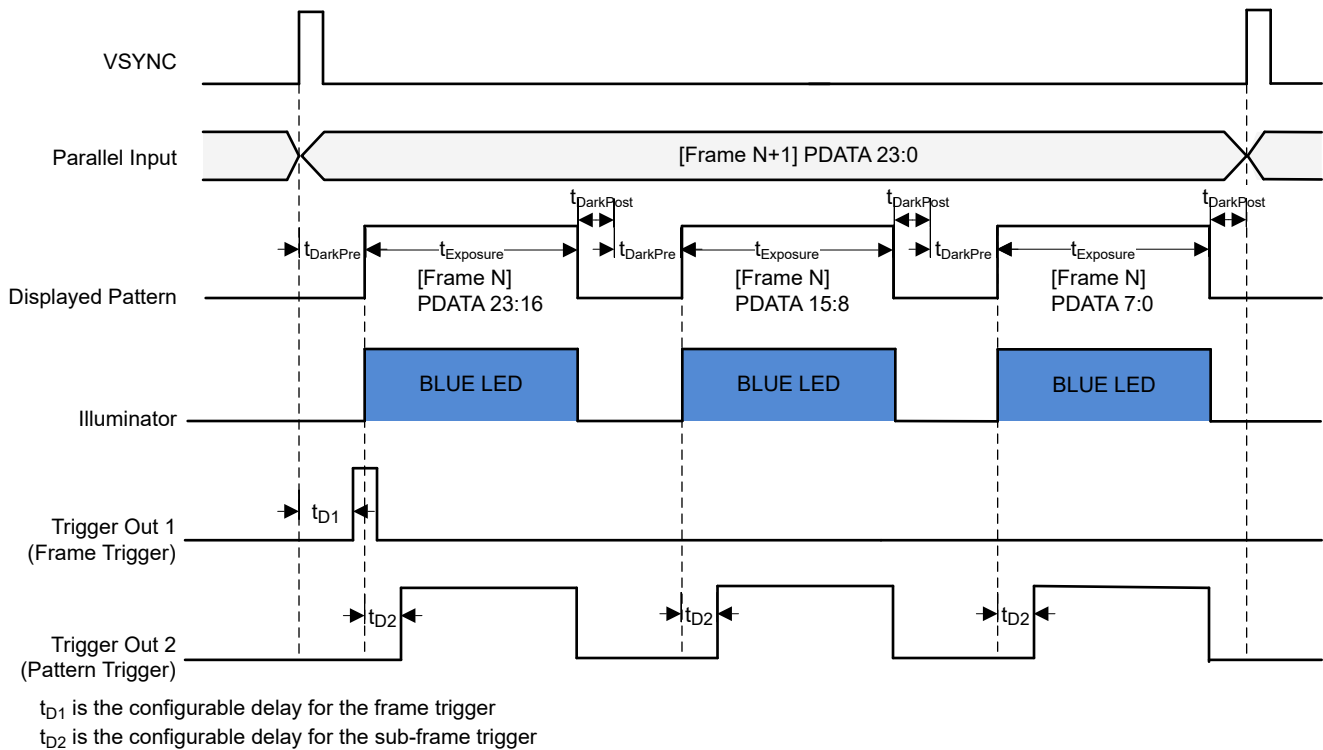 VSYNC
Parallel Input
[Frame N+1] PDATA 23:0
tDarkPost
tDarkPost
tDarkPost
tDarkPre
tExposure
tDarkPre
tExposure
tDarkPre
tExposure
Displayed Pattern
[Frame N]
PDATA 23:16
[Frame N]
PDATA 15:8
[Frame N]
PDATA 7:0
Illuminator
BLUE LED
BLUE LED
BLUE LED
Trigger Out 1
(Frame Trigger)
tD1
Trigger Out 2
(Pattern Trigger)
tD2
tD2
tD2
tD1 is the configurable delay for the frame trigger
tD2 is the configurable delay for the sub-frame trigger